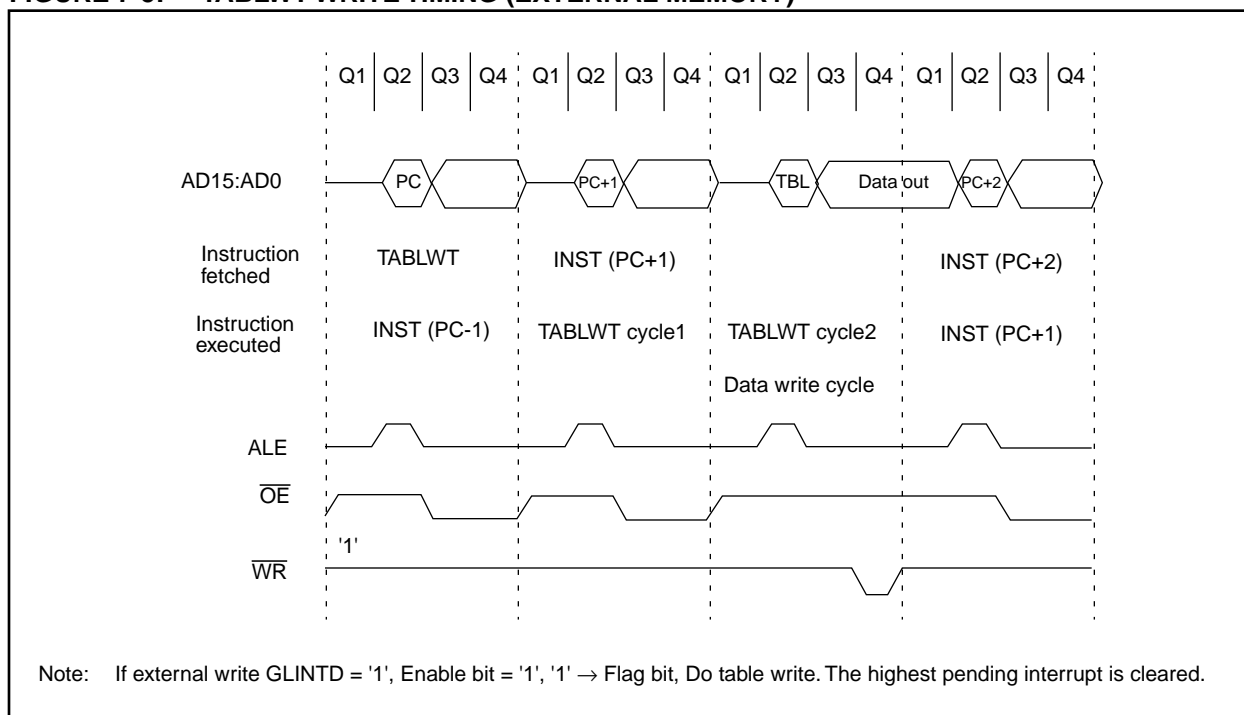 Q1 Q2 Q3 Q4 Q1 Q2 Q3 Q4 Q1 Q2 Q3 Q4 Q1 Q2 Q3 Q4
AD15:AD0 PC PC+1 TBL Data out PC+2
Instruction fetched TABLWT INST (PC+1) INST (PC+2)
Instruction executed INST (PC-1) TABLWT cycle1 TABLWT cycle2 INST (PC+1)
Data write cycle
ALE
OE
'1'
WR
Note: If external write GLINTD = '1', Enable bit = '1', '1' → Flag bit, Do table write. The highest pending interrupt is cleared.